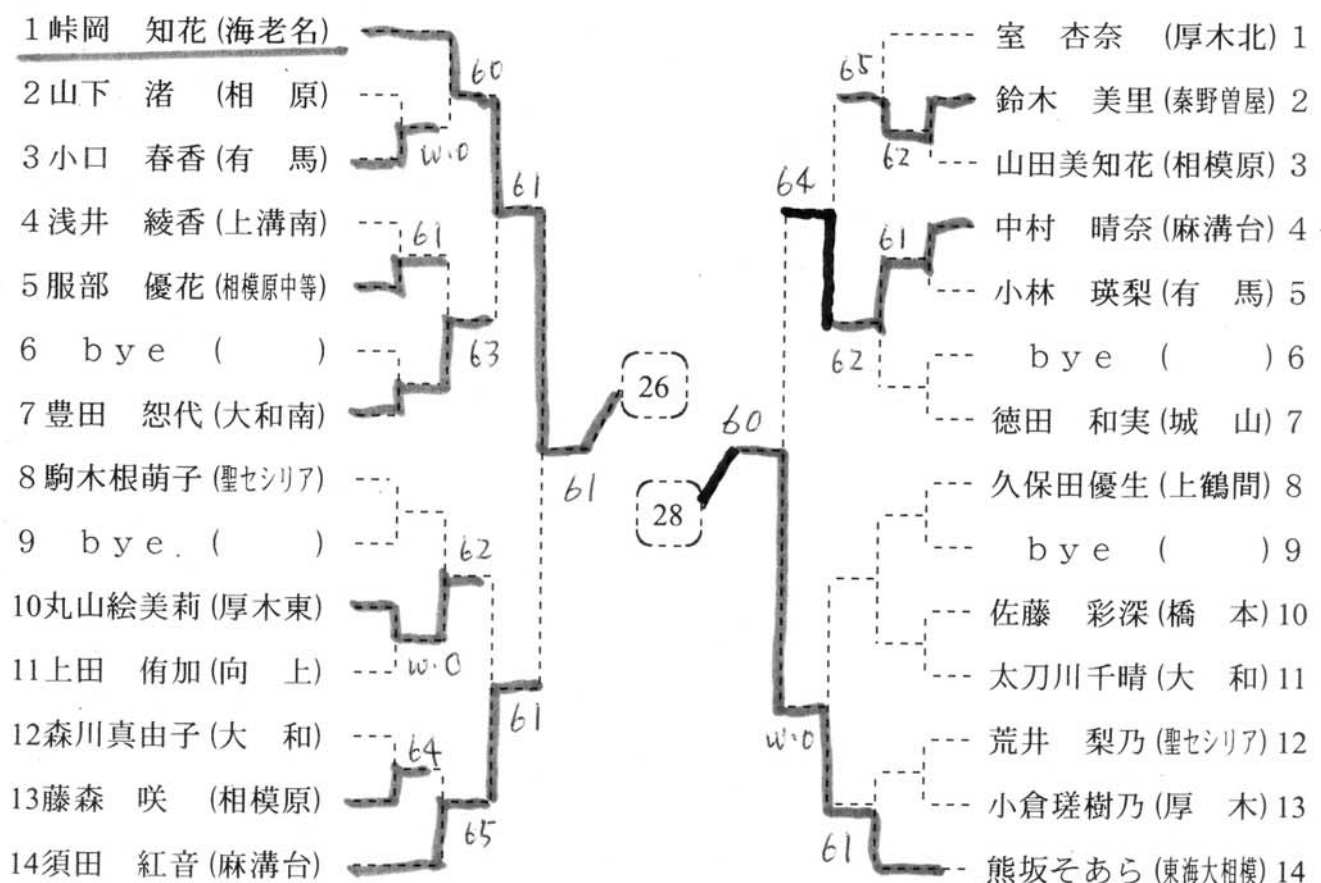 1 峠岡 知花 (海老名)
60
2 山下 渚 (相 原)
w.o
3 小口 春香 (有 馬)
61
4 浅井 綾香 (上溝南)
61
5 服部 優花 (相模原中等)
6 bye ( )
63
7 豊田 恕代 (大和南)
61
26
8 駒木根萌子 (聖セシリア)
9 bye. ( )
62
10 丸山絵美莉 (厚木東)
w.o
11 上田 侑加 (向 上)
61
12 森川真由子 (大 和)
64
13 藤森 咲 (相模原)
65
14 須田 紅音 (麻溝台)
室 杏奈 (厚木北) 1
65
鈴木 美里 (秦野曽屋) 2
62
山田美知花 (相模原) 3
64
中村 晴奈 (麻溝台) 4
61
小林 瑛梨 (有 馬) 5
bye ( ) 6
62
徳田 和実 (城 山) 7
60
28
久保田優生 (上鶴間) 8
bye ( ) 9
佐藤 彩深 (橋 本) 10
太刀川千晴 (大 和) 11
w.o
荒井 梨乃 (聖セシリア) 12
小倉瑳樹乃 (厚 木) 13
61
熊坂そあら (東海大相模) 14